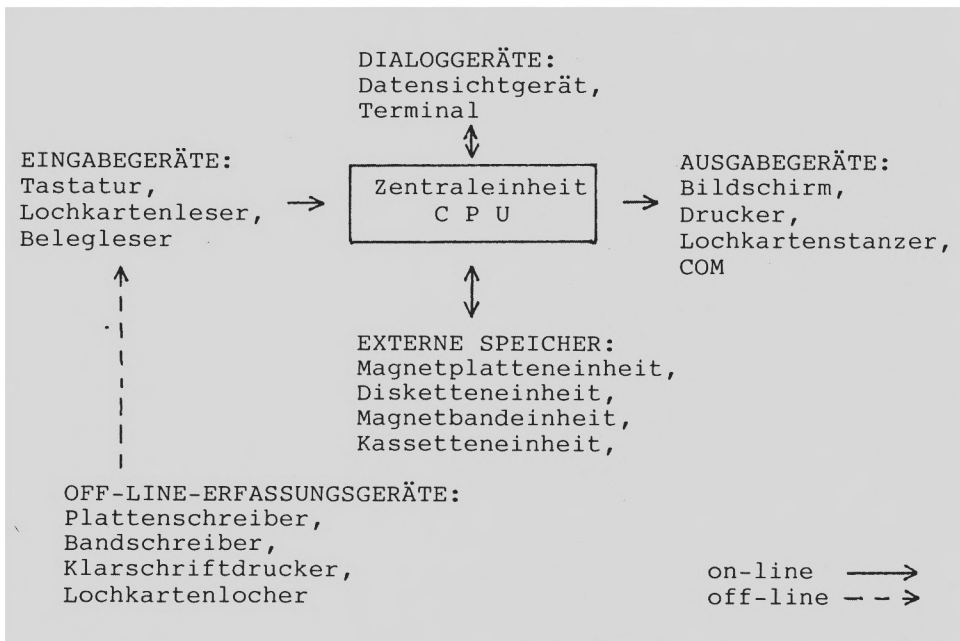 DIALOGGERÄTE:
Datensichtgerät,
Terminal
EINGABEGERÄTE:
Tastatur,
Lochkartenleser,
Belegleser
Zentraleinheit
C P U
AUSGABEGERÄTE:
Bildschirm,
Drucker,
Lochkartenstanzer,
COM
EXTERNE SPEICHER:
Magnetplatteneinheit,
Disketteneinheit,
Magnetbandeinheit,
Kassetteneinheit,
OFF-LINE-ERFASSUNGSGERÄTE:
Plattenschreiber,
Bandschreiber,
Klarschriftdrucker,
Lochkartenlocher
on-line
off-line